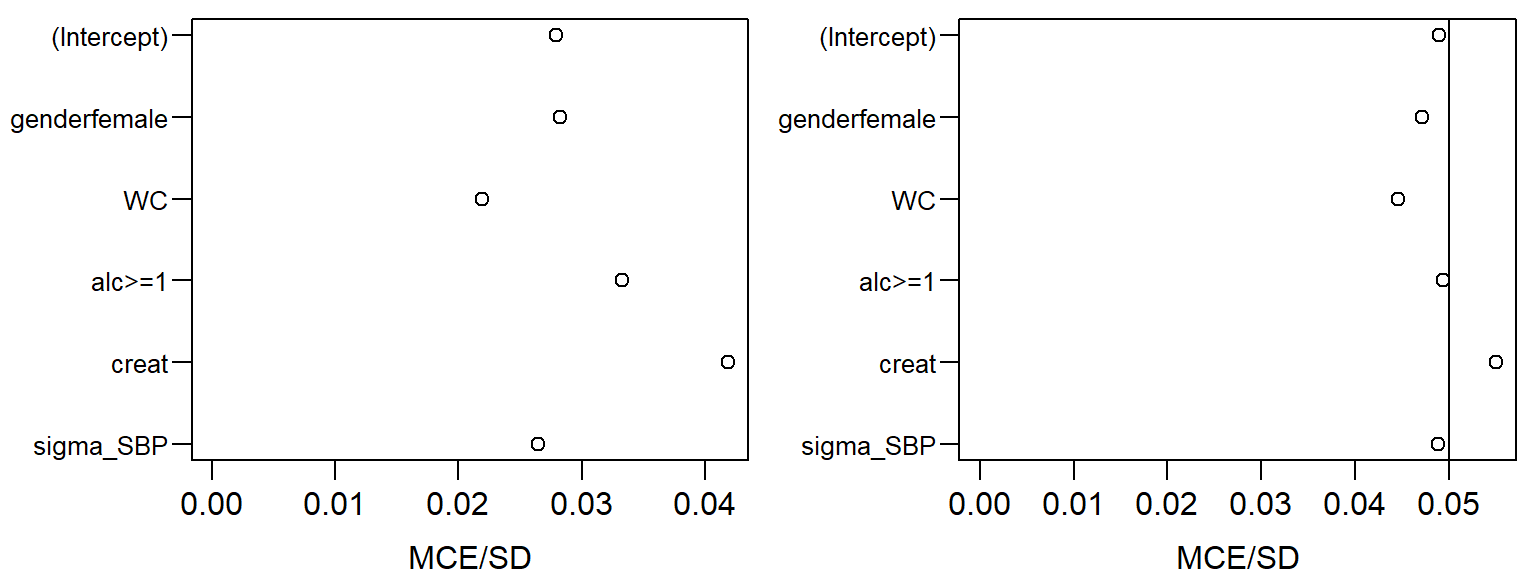 (Intercept)
genderfemale
WC
alc>=1
creat
sigma_SBP
0.00 0.01 0.02 0.03 0.04
MCE/SD
(Intercept)
genderfemale
WC
alc>=1
creat
sigma_SBP
0.00 0.01 0.02 0.03 0.04 0.05
MCE/SD